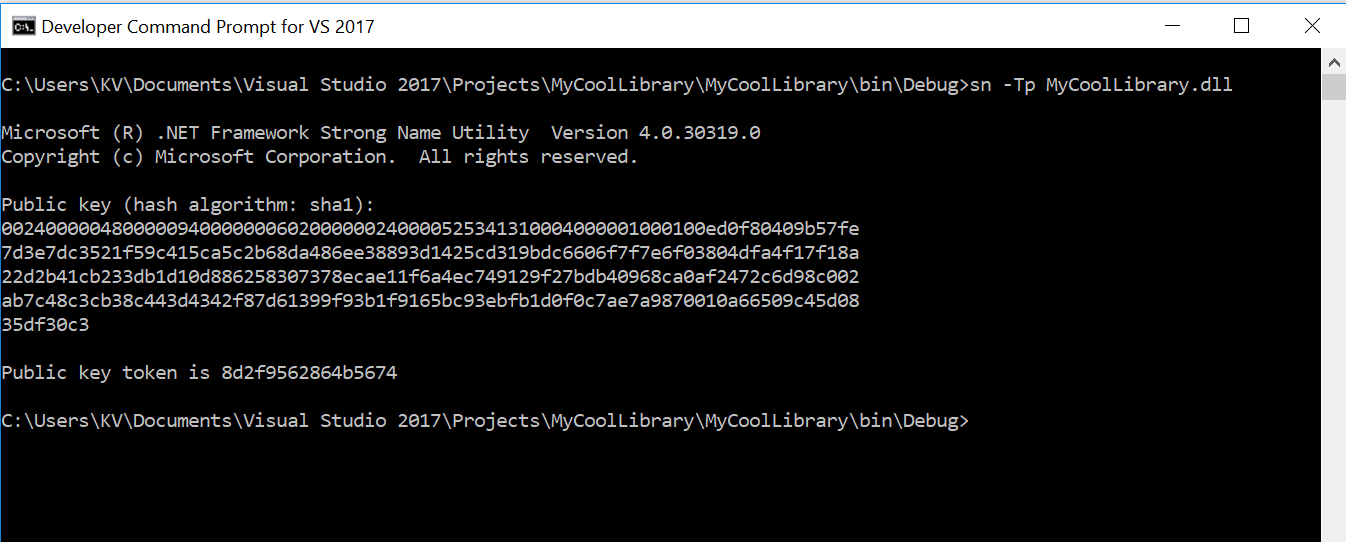 Developer Command Prompt for VS 2017
C:\Users\KV\Documents\Visual Studio 2017\Projects\MyCoolLibrary\MyCoolLibrary\bin\Debug>sn -Tp MyCoolLibrary.dll
Microsoft (R) .NET Framework Strong Name Utility  Version 4.0.30319.0
Copyright (c) Microsoft Corporation.  All rights reserved.
Public key (hash algorithm: sha1):
0024000004800000940000000602000000240000525341310004000001000100ed0f80409b57fe
7d3e7dc3521f59c415ca5c2b68da486ee38893d1425cd319bdc6606f7f7e6f03804dfa4f17f18a
22d2b41cb233db1d10d886258307378ecae11f6a4ec749129f27bdb40968ca0af2472c6d98c002
ab7c48c3cb38c443d4342f87d61399f93b1f9165bc93ebfb1d0f0c7ae7a9870010a66509c45d08
35df30c3
Public key token is 8d2f9562864b5674
C:\Users\KV\Documents\Visual Studio 2017\Projects\MyCoolLibrary\MyCoolLibrary\bin\Debug>